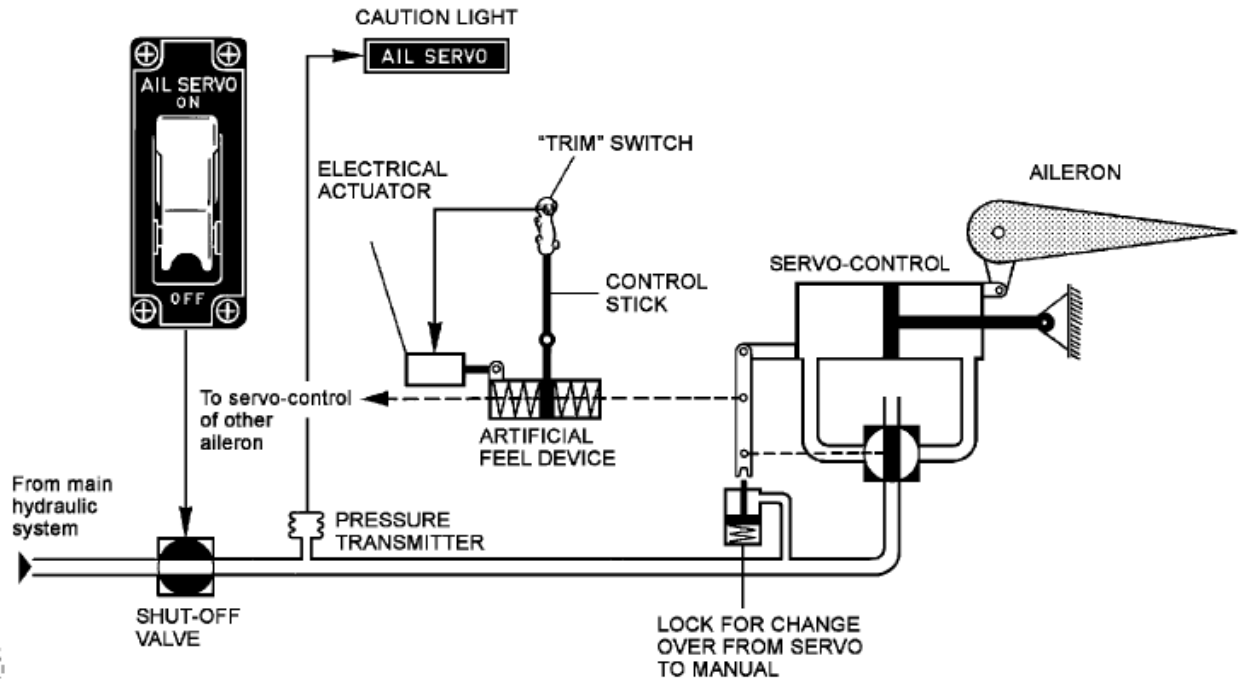 CAUTION LIGHT
AIL SERVO
AIL SERVO
ON
OFF
"TRIM" SWITCH
ELECTRICAL
ACTUATOR
AILERON
SERVO-CONTROL
CONTROL
STICK
To servo-control
of other
aileron
ARTIFICIAL
FEEL DEVICE
From main
hydraulic
system
PRESSURE
TRANSMITTER
SHUT-OFF
VALVE
LOCK FOR CHANGE
OVER FROM SERVO
TO MANUAL